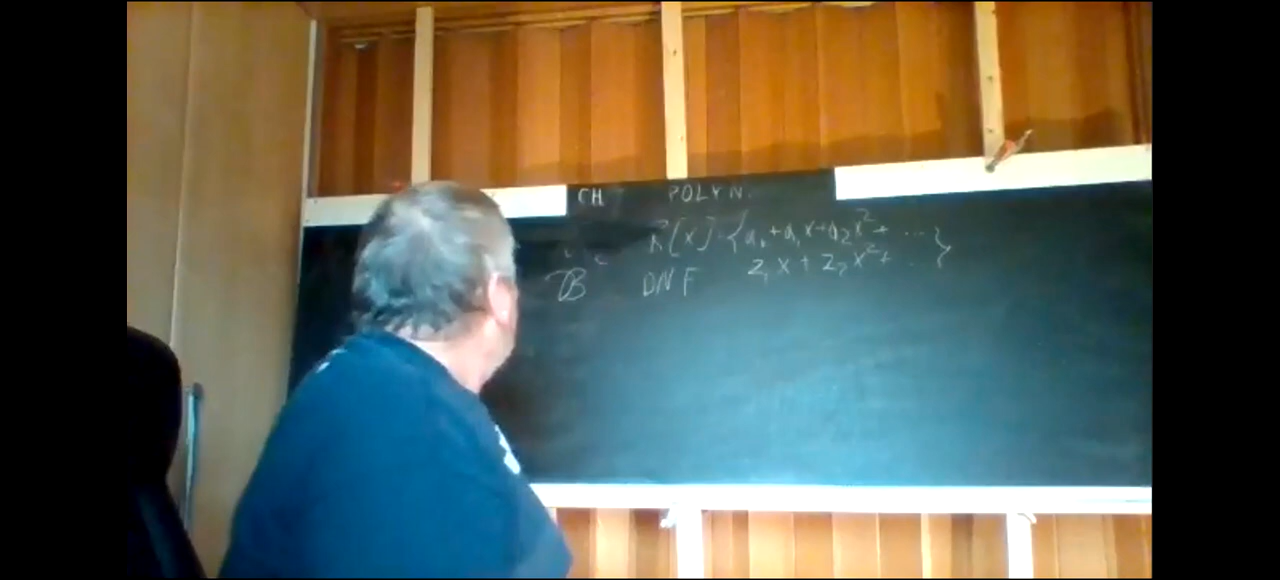 CH POLYN.
R[x] = {a₀+a₁x+a₂x²+ ...}
B DNF z₁x + z₂x²+ ...